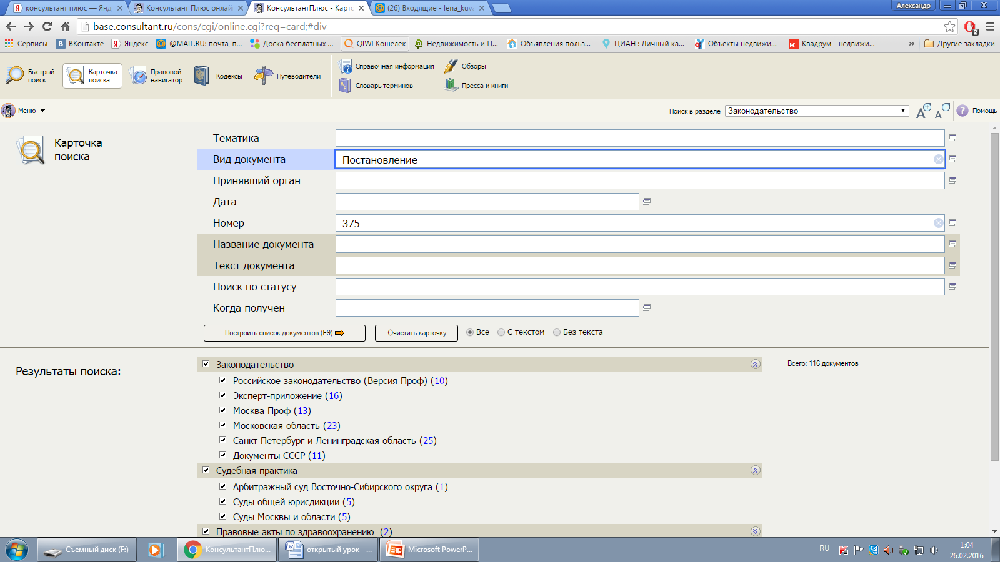 консультант плюс — Янд
Консультант Плюс онлай
КонсультантПлюс - Карто
(26) Входящие - lena_kuva
Александр
base.consultant.ru/cons/cgi/online.cgi?req=card;#div
2
Сервисы
ВКонтакте
Яндекс
@MAIL.RU: почта, п...
Доска бесплатных ...
QIWI Кошелек
Недвижимость и Ц...
Объявления польз...
ЦИАН : Личный ка...
Объекты недвижи...
Квадрум - недвижи...
»
Другие закладки
Быстрый
поиск
Карточка
поиска
Правовой
навигатор
Кодексы
Путеводители
Справочная информация
Обзоры
Словарь терминов
Пресса и книги
Меню
Поиск в разделе
Законодательство
Помощь
Карточка
поиска
Тематика
Вид документа Постановление
Принявший орган
Дата
Номер 375
Название документа
Текст документа
Поиск по статусу
Когда получен
Построить список документов (F9)
Очистить карточку
Все
С текстом
Без текста
Результаты поиска:
Законодательство
Всего: 116 документов
Российское законодательство (Версия Проф) (10)
Эксперт-приложение (16)
Москва Проф (13)
Московская область (23)
Санкт-Петербург и Ленинградская область (25)
Документы СССР (11)
Судебная практика
Арбитражный суд Восточно-Сибирского округа (1)
Суды общей юрисдикции (5)
Суды Москвы и области (5)
Правовые акты по здравоохранению (2)
Съемный диск (F:)
КонсультантПлю...
открытый урок - ...
Microsoft PowerP...
RU
1:04
26.02.2016